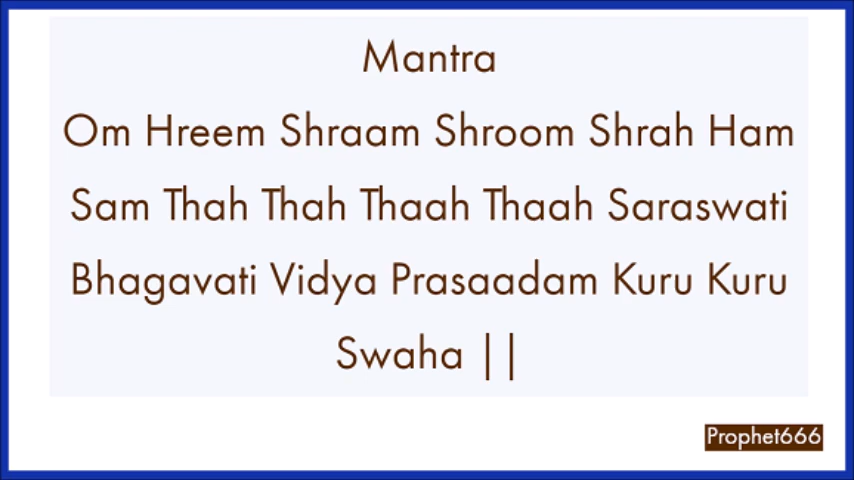 Mantra
Om Hreem Shraam Shroom Shrah Ham
Sam Thah Thah Thaah Thaah Saraswati
Bhagavati Vidya Prasaadam Kuru Kuru
Swaha ||
Prophet666